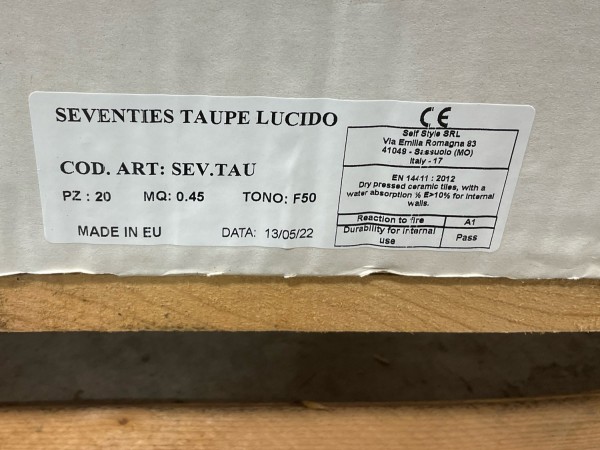 SEVENTIES TAUPE LUCIDO
COD. ART: SEV.TAU
PZ : 20 MQ: 0.45 TONO: F50
MADE IN EU DATA: 13/05/22
CE
Self Style SRL
Via Emilia Romagna 83
41049 - Sassuolo (MO)
Italy - 17
EN 14411 : 2012
Dry pressed ceramic tiles, with a
water absorption % E>10% for internal
walls.
Reaction to fire A1
Durability for internal
use Pass